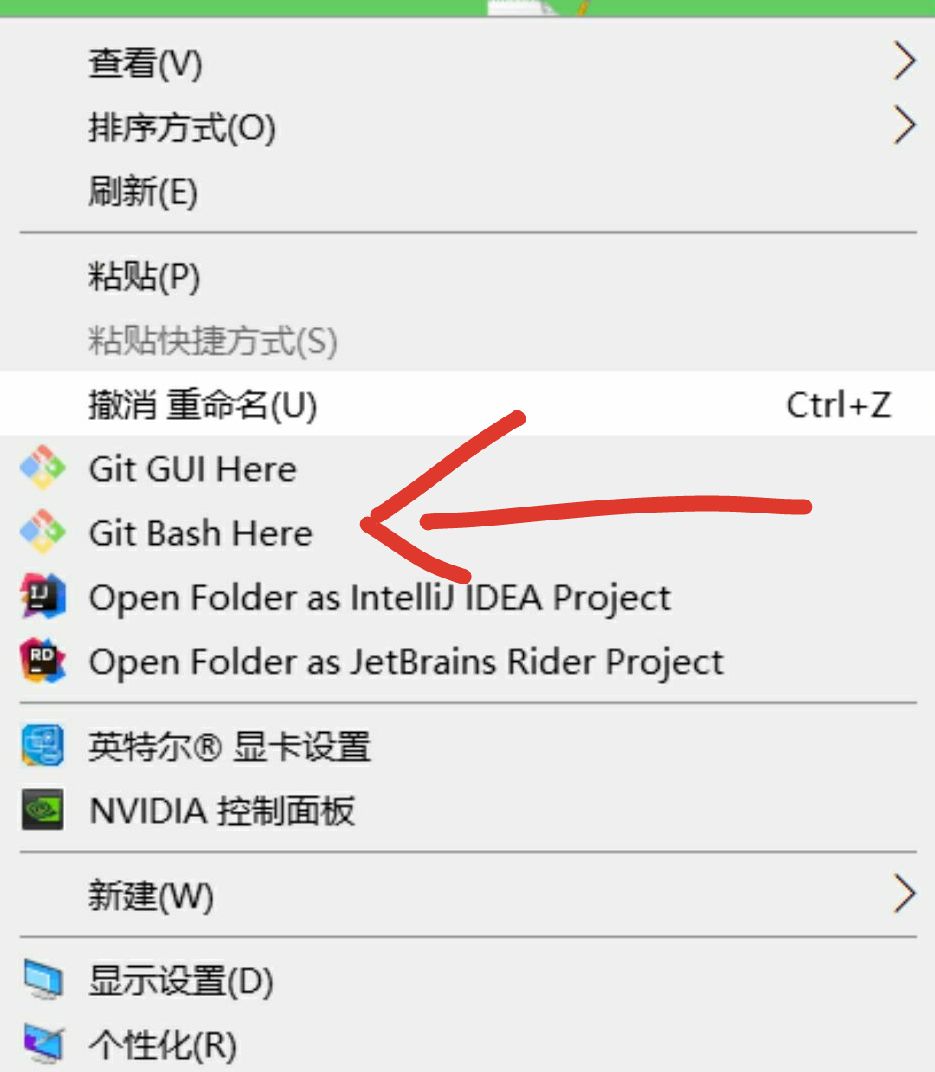 查看(V)
排序方式(O)
刷新(E)
粘贴(P)
粘贴快捷方式(S)
撤消 重命名(U) Ctrl+Z
Git GUI Here
Git Bash Here
IJ Open Folder as IntelliJ IDEA Project
RD Open Folder as JetBrains Rider Project
英特尔® 显卡设置
NVIDIA 控制面板
新建(W)
显示设置(D)
个性化(R)